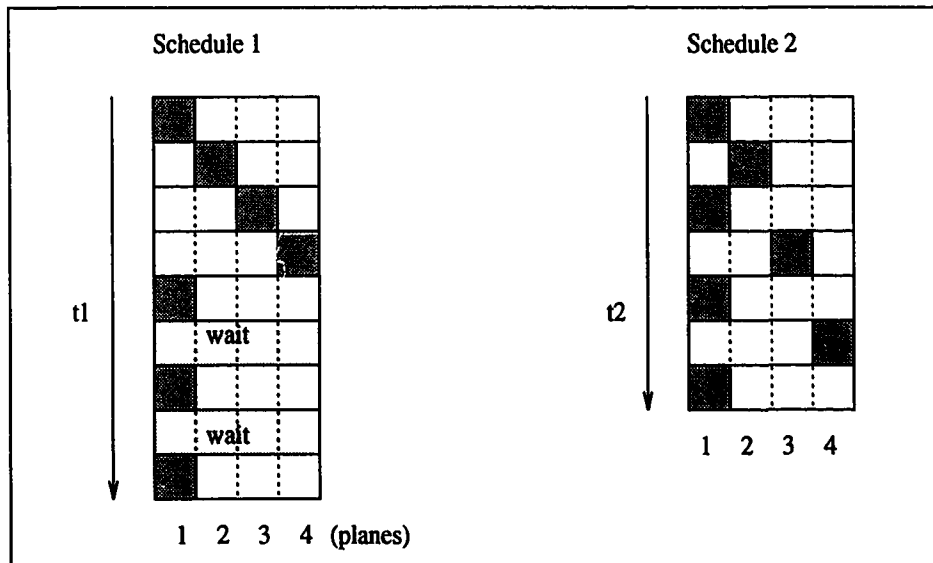 Schedule 1
Schedule 2
t1
t2
wait
wait
1 2 3 4 (planes)
1 2 3 4